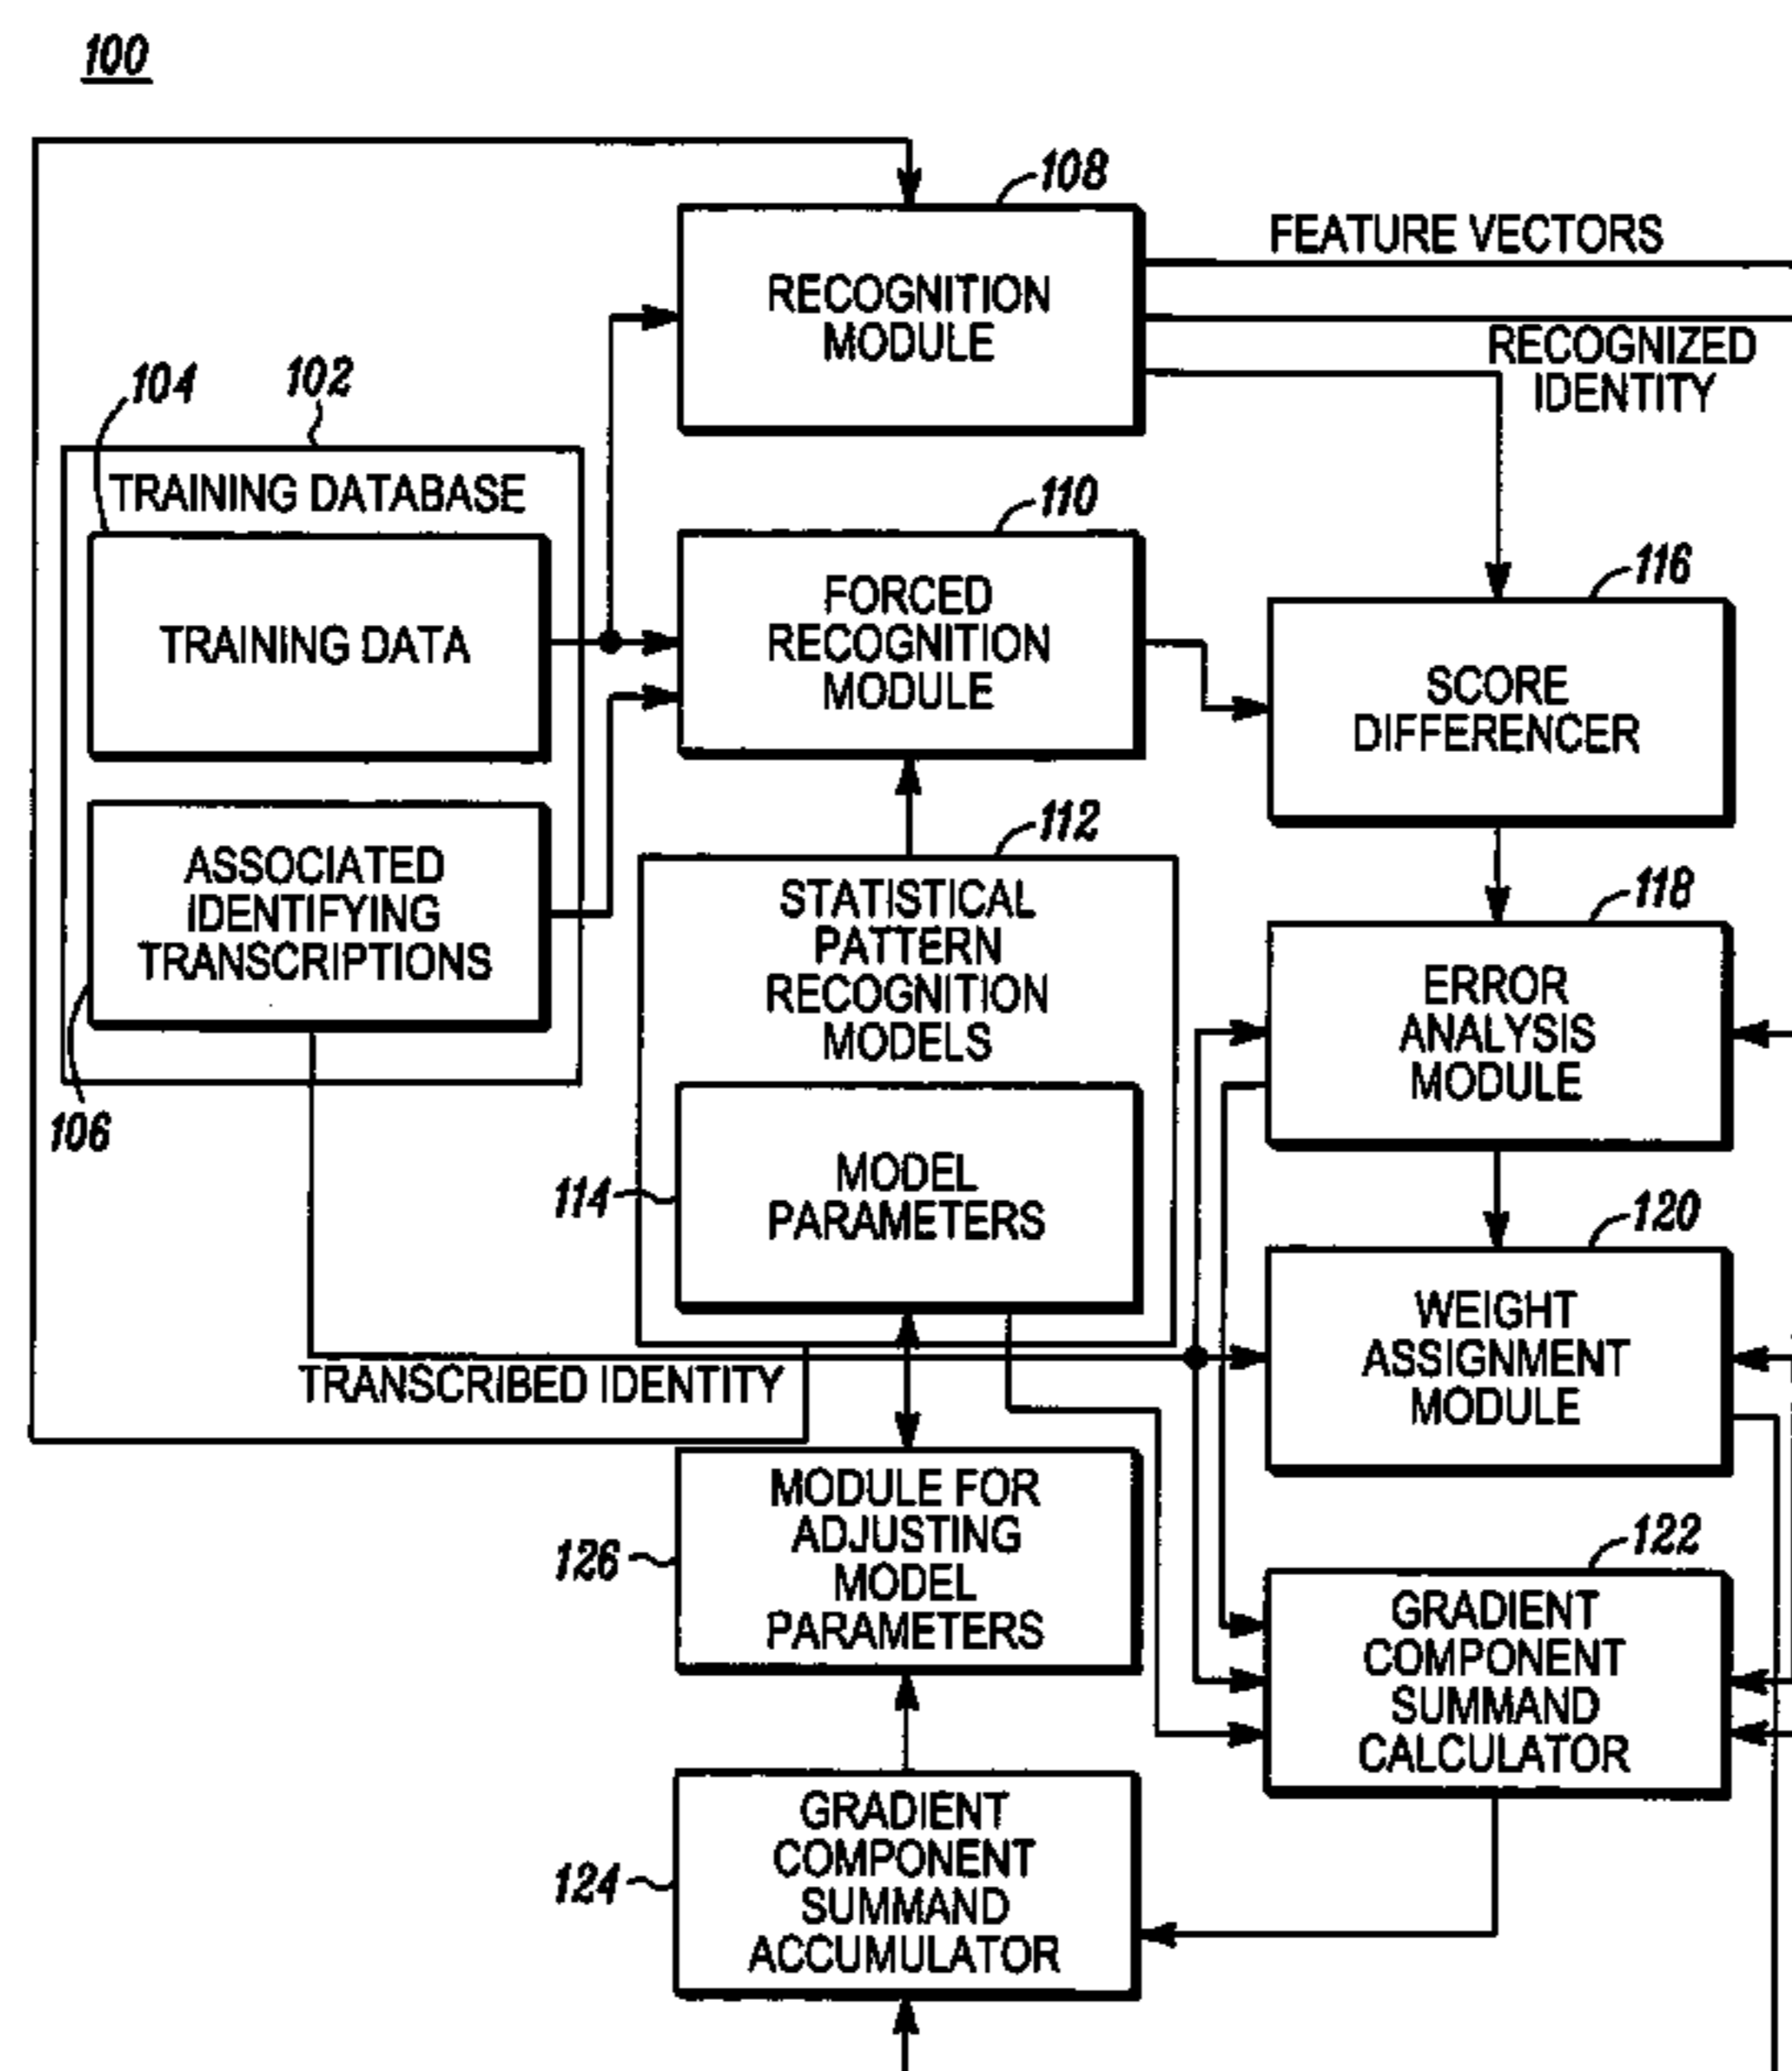 100
108
FEATURE VECTORS
RECOGNITION
MODULE
RECOGNIZED
IDENTITY
104
102
TRAINING DATABASE
TRAINING DATA
110
FORCED
RECOGNITION
MODULE
116
SCORE
DIFFERENCER
ASSOCIATED
IDENTIFYING
TRANSCRIPTIONS
106
112
STATISTICAL
PATTERN
RECOGNITION
MODELS
118
ERROR
ANALYSIS
MODULE
114
MODEL
PARAMETERS
120
WEIGHT
ASSIGNMENT
MODULE
TRANSCRIBED IDENTITY
126
MODULE FOR
ADJUSTING
MODEL
PARAMETERS
122
GRADIENT
COMPONENT
SUMMAND
CALCULATOR
124
GRADIENT
COMPONENT
SUMMAND
ACCUMULATOR